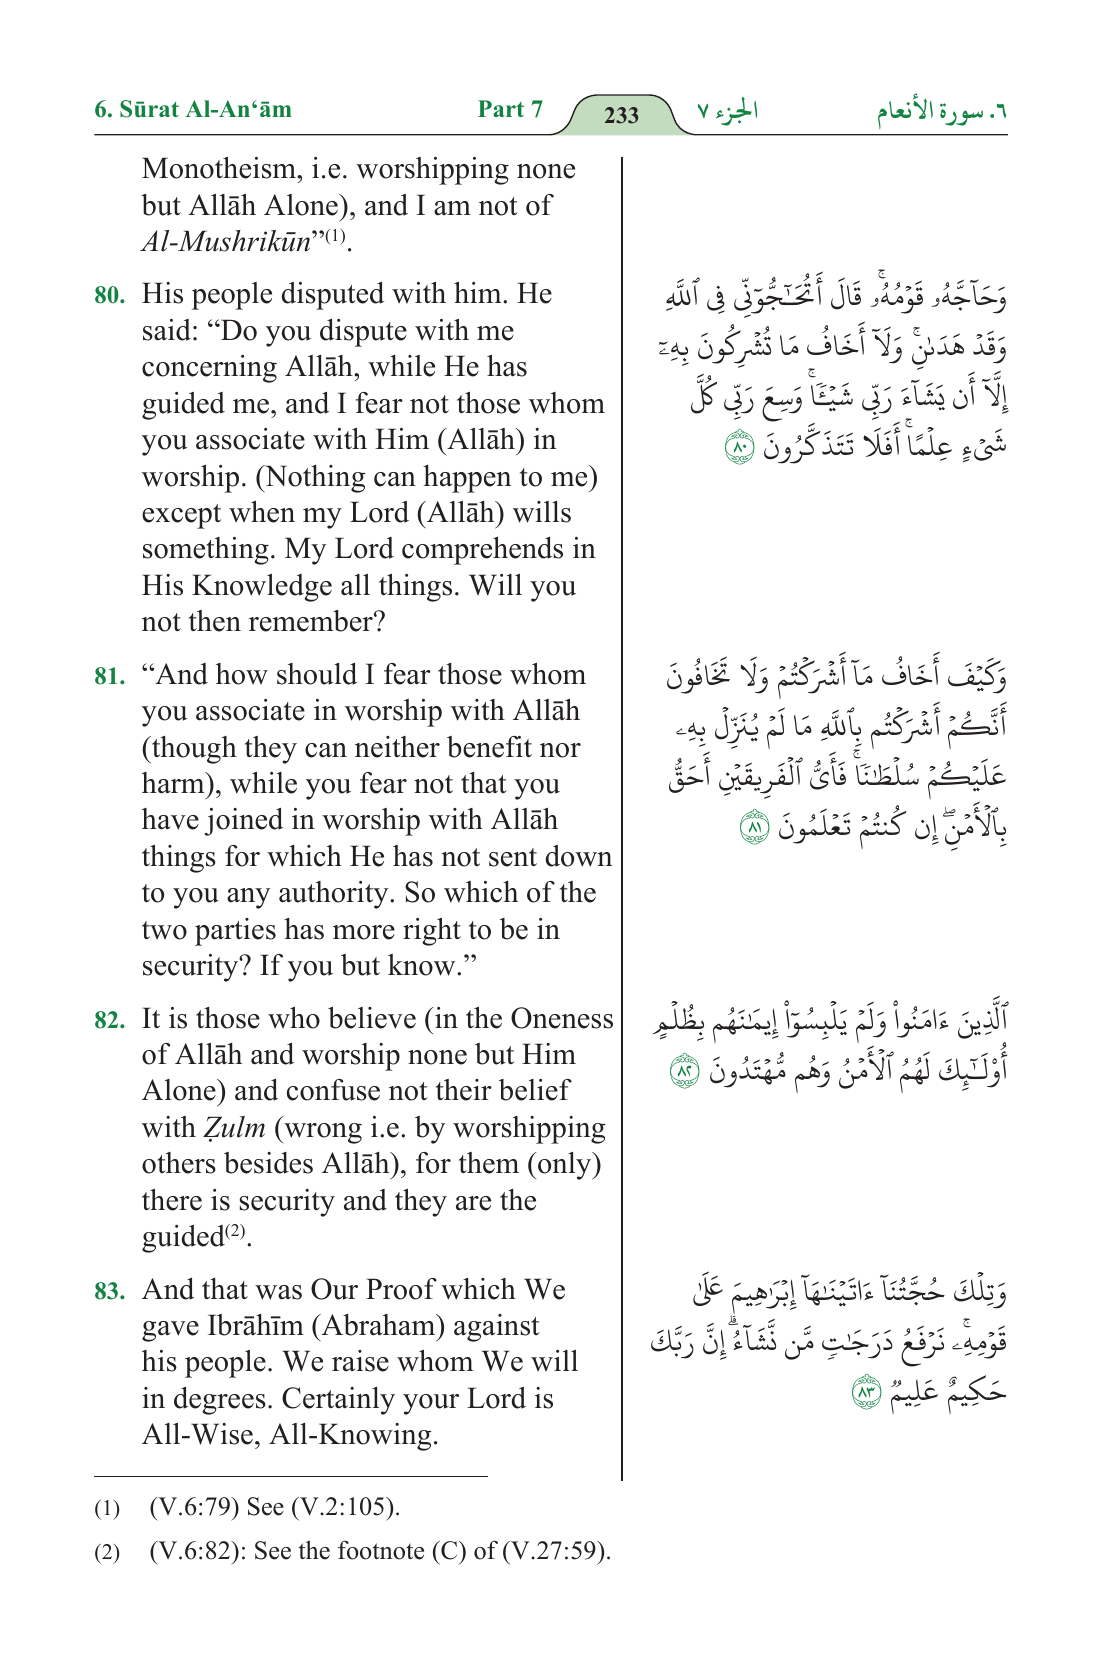 6. Sūrat Al-An‘ām
Part 7
233
الجزء ٧
٦. سورة الأنعام
Monotheism, i.e. worshipping none
but Allāh Alone), and I am not of
Al-Mushrikūn”(1).
80. His people disputed with him. He
said: “Do you dispute with me
concerning Allāh, while He has
guided me, and I fear not those whom
you associate with Him (Allāh) in
worship. (Nothing can happen to me)
except when my Lord (Allāh) wills
something. My Lord comprehends in
His Knowledge all things. Will you
not then remember?
81. “And how should I fear those whom
you associate in worship with Allāh
(though they can neither benefit nor
harm), while you fear not that you
have joined in worship with Allāh
things for which He has not sent down
to you any authority. So which of the
two parties has more right to be in
security? If you but know.”
82. It is those who believe (in the Oneness
of Allāh and worship none but Him
Alone) and confuse not their belief
with Ẓulm (wrong i.e. by worshipping
others besides Allāh), for them (only)
there is security and they are the
guided(2).
83. And that was Our Proof which We
gave Ibrāhīm (Abraham) against
his people. We raise whom We will
in degrees. Certainly your Lord is
All-Wise, All-Knowing.
وَحَآجَّهُۥ قَوۡمُهُۥۚ قَالَ أَتُحَٰٓجُّوٓنِّي فِى ٱللَّهِ
وَقَدۡ هَدَىٰنِۚ وَلَآ أَخَافُ مَا تُشۡرِكُونَ بِهِۦٓ
إِلَّآ أَن يَشَآءَ رَبِّى شَيۡـًٔاۚ وَسِعَ رَبِّى كُلَّ
شَىۡءٍ عِلۡمًاۚ أَفَلَا تَتَذَكَّرُونَ ٨٠
وَكَيۡفَ أَخَافُ مَآ أَشۡرَكۡتُمۡ وَلَا تَخَافُونَ
أَنَّكُمۡ أَشۡرَكۡتُم بِٱللَّهِ مَا لَمۡ يُنَزِّلۡ بِهِۦ
عَلَيۡكُمۡ سُلۡطَٰنٗاۚ فَأَىُّ ٱلۡفَرِيقَيۡنِ أَحَقُّ
بِٱلۡأَمۡنِۖ إِن كُنتُمۡ تَعۡلَمُونَ ٨١
ٱلَّذِينَ ءَامَنُواْ وَلَمۡ يَلۡبِسُوٓاْ إِيمَٰنَهُم بِظُلۡمٍ
أُوْلَٰٓئِكَ لَهُمُ ٱلۡأَمۡنُ وَهُم مُّهۡتَدُونَ ٨٢
وَتِلۡكَ حُجَّتُنَآ ءَاتَيۡنَٰهَآ إِبۡرَٰهِيمَ عَلَىٰ
قَوۡمِهِۦۚ نَرۡفَعُ دَرَجَٰتٖ مَّن نَّشَآءُۗ إِنَّ رَبَّكَ
حَكِيمٌ عَلِيمٞ ٨٣
(1) (V.6:79) See (V.2:105).
(2) (V.6:82): See the footnote (C) of (V.27:59).